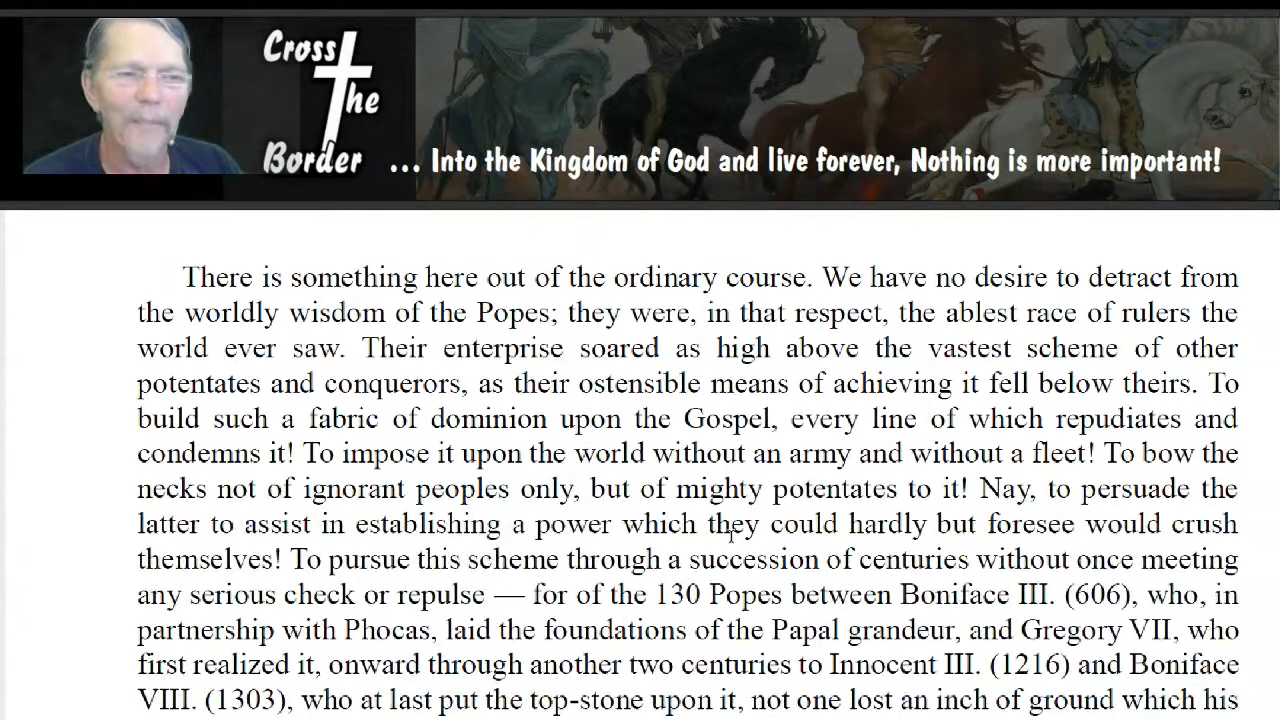 Cross
The
Border
... Into the Kingdom of God and live forever, Nothing is more important!
There is something here out of the ordinary course. We have no desire to detract from
the worldly wisdom of the Popes; they were, in that respect, the ablest race of rulers the
world ever saw. Their enterprise soared as high above the vastest scheme of other
potentates and conquerors, as their ostensible means of achieving it fell below theirs. To
build such a fabric of dominion upon the Gospel, every line of which repudiates and
condemns it! To impose it upon the world without an army and without a fleet! To bow the
necks not of ignorant peoples only, but of mighty potentates to it! Nay, to persuade the
latter to assist in establishing a power which they could hardly but foresee would crush
themselves! To pursue this scheme through a succession of centuries without once meeting
any serious check or repulse — for of the 130 Popes between Boniface III. (606), who, in
partnership with Phocas, laid the foundations of the Papal grandeur, and Gregory VII, who
first realized it, onward through another two centuries to Innocent III. (1216) and Boniface
VIII. (1303), who at last put the top-stone upon it, not one lost an inch of ground which his